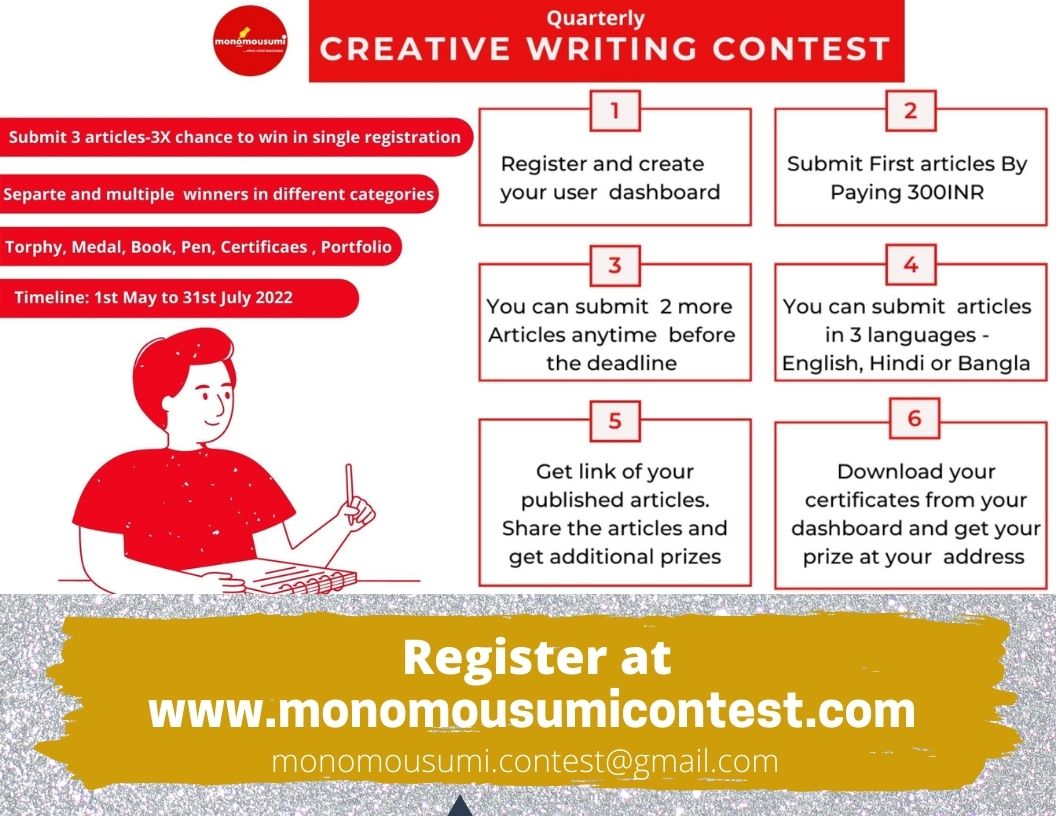 monomousumi
Quarterly
CREATIVE WRITING CONTEST
Submit 3 articles-3X chance to win in single registration
Separte and multiple winners in different categories
Torphy, Medal, Book, Pen, Certificaes , Portfolio
Timeline: 1st May to 31st July 2022
1
Register and create
your user dashboard
2
Submit First articles By
Paying 300INR
3
You can submit 2 more
Articles anytime before
the deadline
4
You can submit articles
in 3 languages -
English, Hindi or Bangla
5
Get link of your
published articles.
Share the articles and
get additional prizes
6
Download your
certificates from your
dashboard and get your
prize at your address
Register at
www.monomousumicontest.com
monomousumi.contest@gmail.com